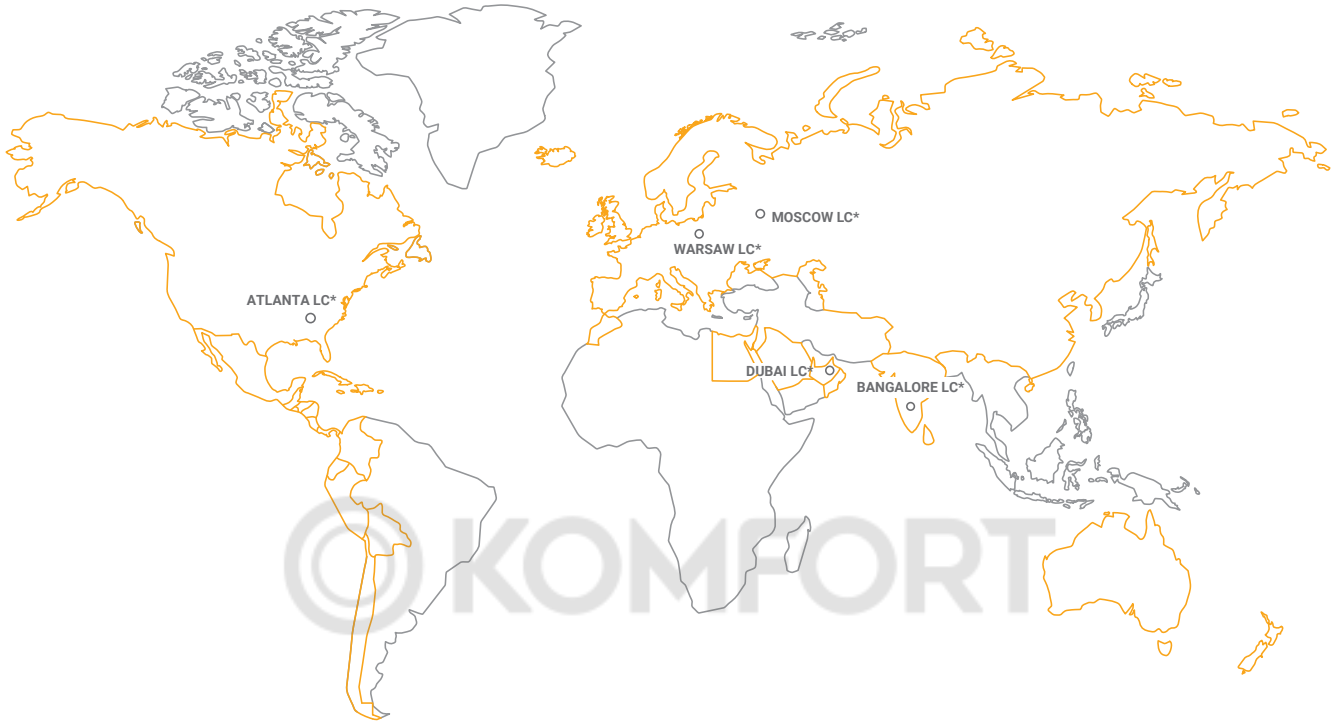 MOSCOW LC*
WARSAW LC*
ATLANTA LC*
DUBAI LC*
BANGALORE LC*
© KOMFORT